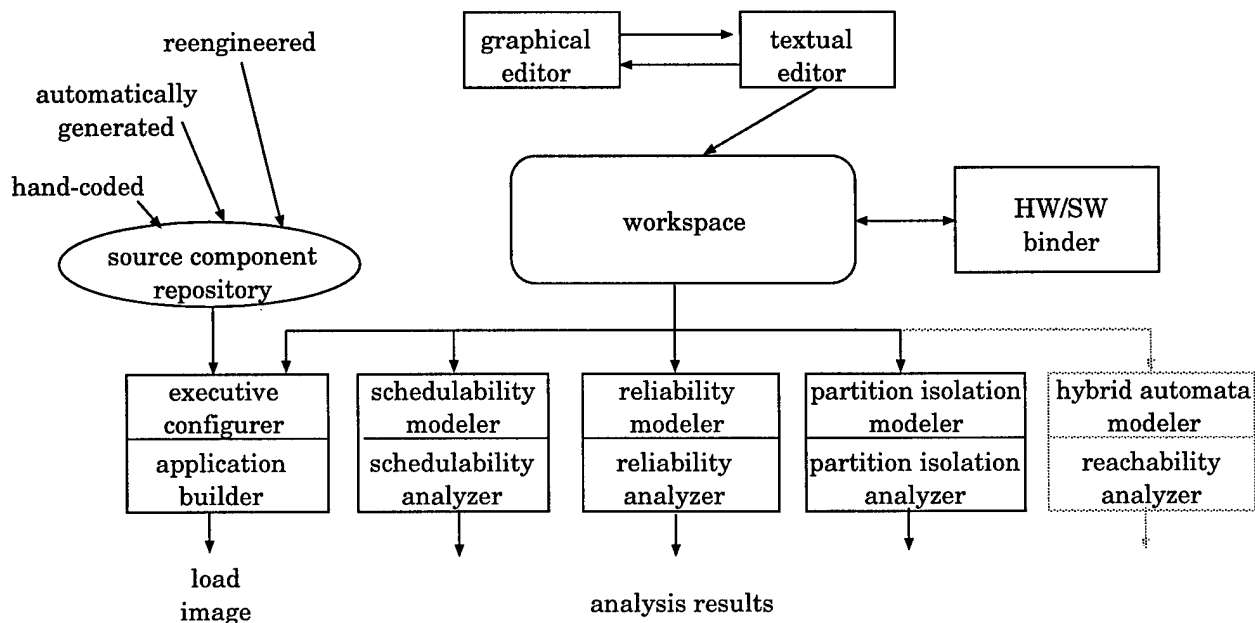 reengineered
automatically
generated
hand-coded
source component
repository
graphical
editor
textual
editor
workspace
HW/SW
binder
executive
configurer
application
builder
schedulability
modeler
schedulability
analyzer
reliability
modeler
reliability
analyzer
partition isolation
modeler
partition isolation
analyzer
hybrid automata
modeler
reachability
analyzer
load
image
analysis results